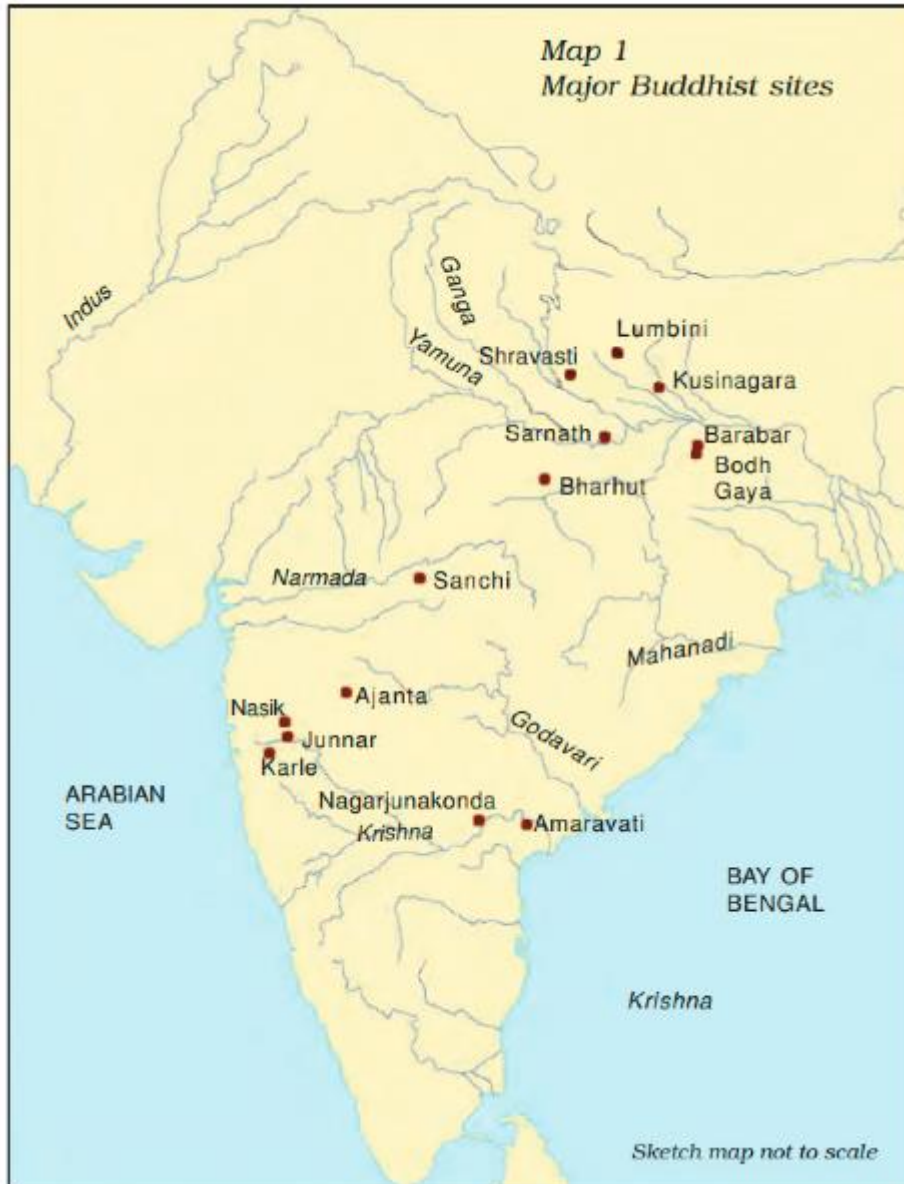 Map 1
Major Buddhist sites
Indus
Ganga
Yamuna
Lumbini
Shravasti
Kusinagara
Sarnath
Barabar
Bodh
Gaya
Bharhut
Narmada
Sanchi
Mahanadi
Ajanta
Nasik
Junnar
Karle
Godavari
ARABIAN
SEA
Nagarjunakonda
Krishna
Amaravati
BAY OF
BENGAL
Krishna
Sketch map not to scale